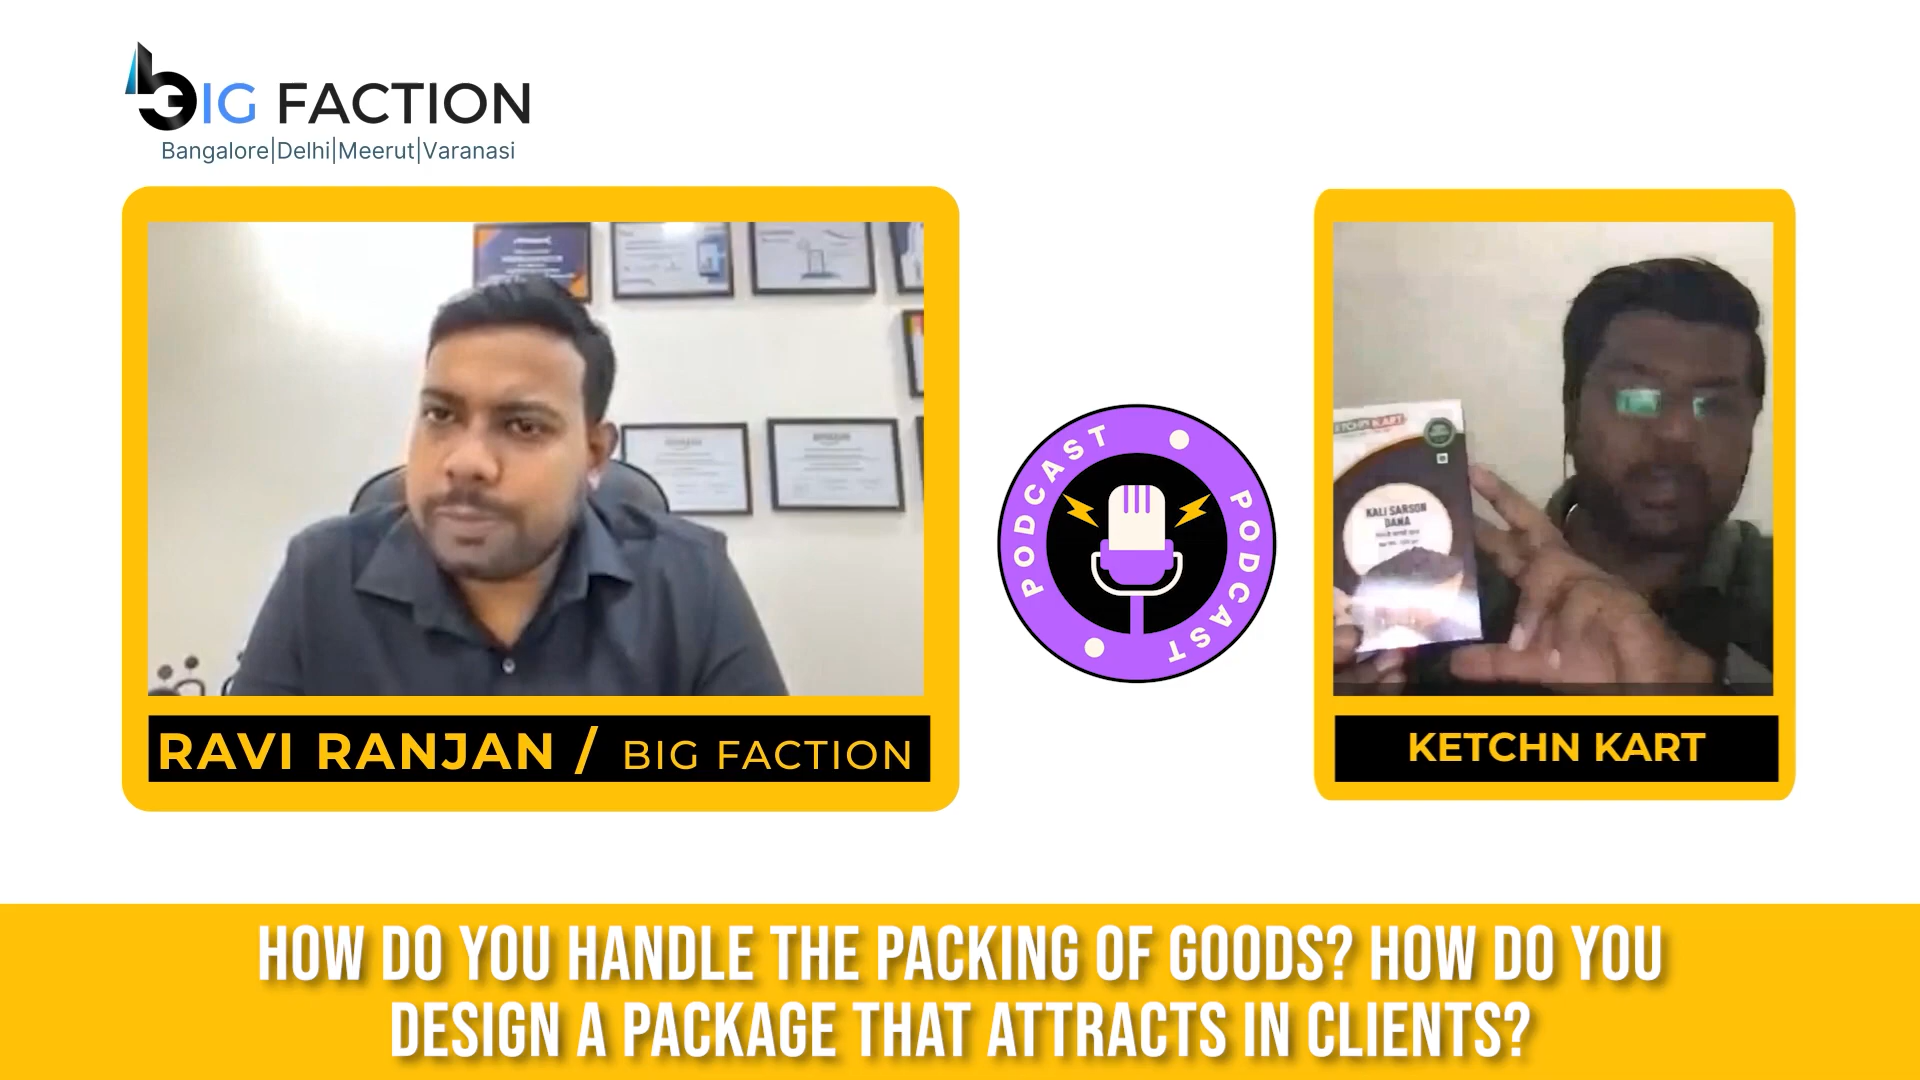 BIG FACTION
Bangalore|Delhi|Meerut|Varanasi
KART
KALI SARSON
DANA
PODCAST
PODCAST
RAVI RANJAN / BIG FACTION
KETCHN KART
HOW DO YOU HANDLE THE PACKING OF GOODS? HOW DO YOU
DESIGN A PACKAGE THAT ATTRACTS IN CLIENTS?